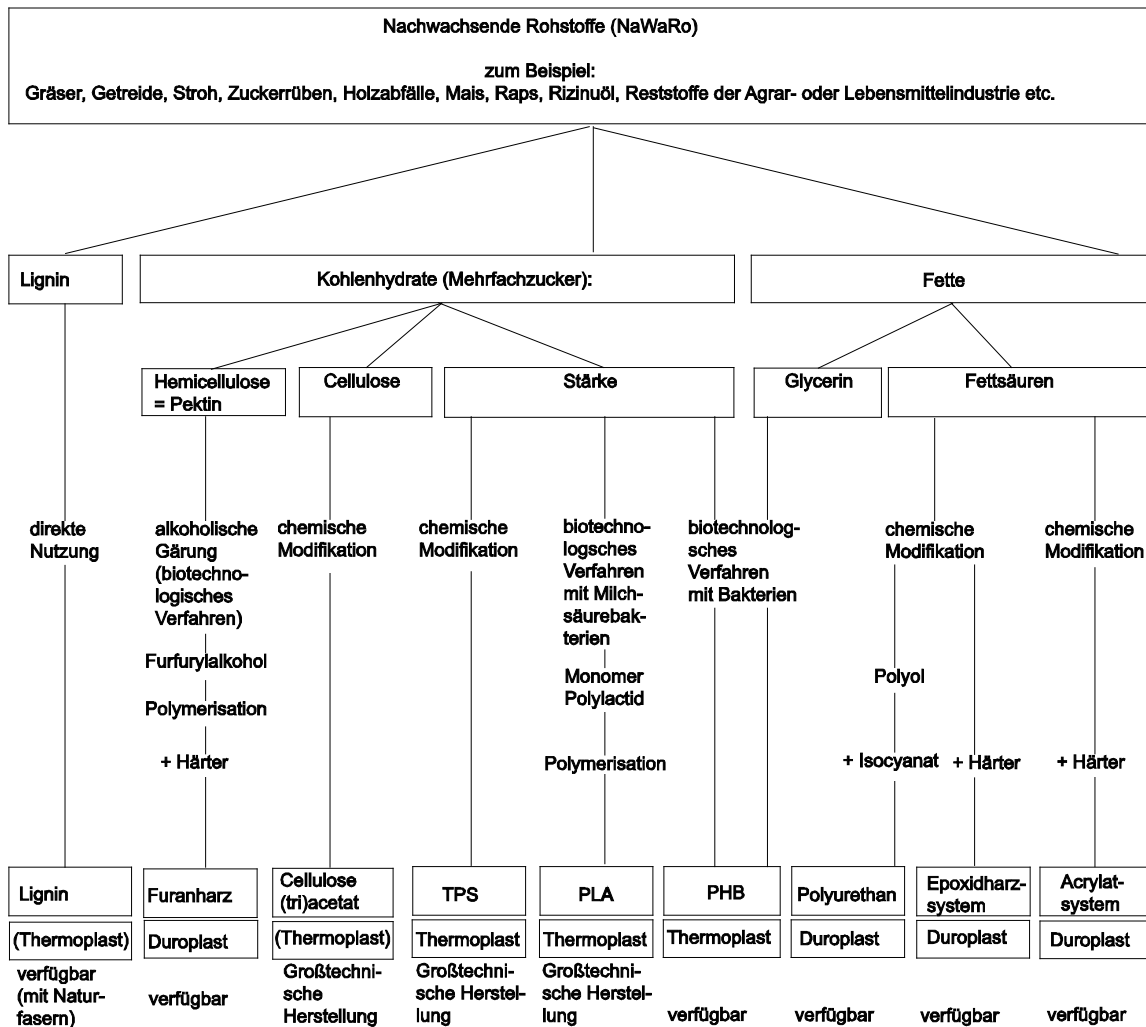 Nachwachsende Rohstoffe (NaWaRo)
zum Beispiel:
Gräser, Getreide, Stroh, Zuckerrüben, Holzabfälle, Mais, Raps, Rizinuöl, Reststoffe der Agrar- oder Lebensmittelindustrie etc.
Lignin
Kohlenhydrate (Mehrfachzucker):
Fette
Hemicellulose
= Pektin
Cellulose
Stärke
Glycerin
Fettsäuren
direkte
Nutzung
alkoholische
Gärung
(biotechno-
logisches
Verfahren)
Furfurylalkohol
Polymerisation
+ Härter
chemische
Modifikation
chemische
Modifikation
biotechno-
logsches
Verfahren
mit Milch-
säurebak-
terien
Monomer
Polylactid
Polymerisation
biotechnolog-
sches
Verfahren
mit Bakterien
chemische
Modifikation
Polyol
+ Isocyanat
+ Härter
chemische
Modifikation
+ Härter
Lignin
(Thermoplast)
verfügbar
(mit Natur-
fasern)
Furanharz
Duroplast
verfügbar
Cellulose
(tri)acetat
(Thermoplast)
Großtechni-
sche
Herstellung
TPS
Thermoplast
Großtechni-
sche Herstel-
lung
PLA
Thermoplast
Großtechni-
sche Herstel-
lung
PHB
Thermoplast
verfügbar
Polyurethan
Duroplast
verfügbar
Epoxidharz-
system
Duroplast
verfügbar
Acrylat-
system
Duroplast
verfügbar